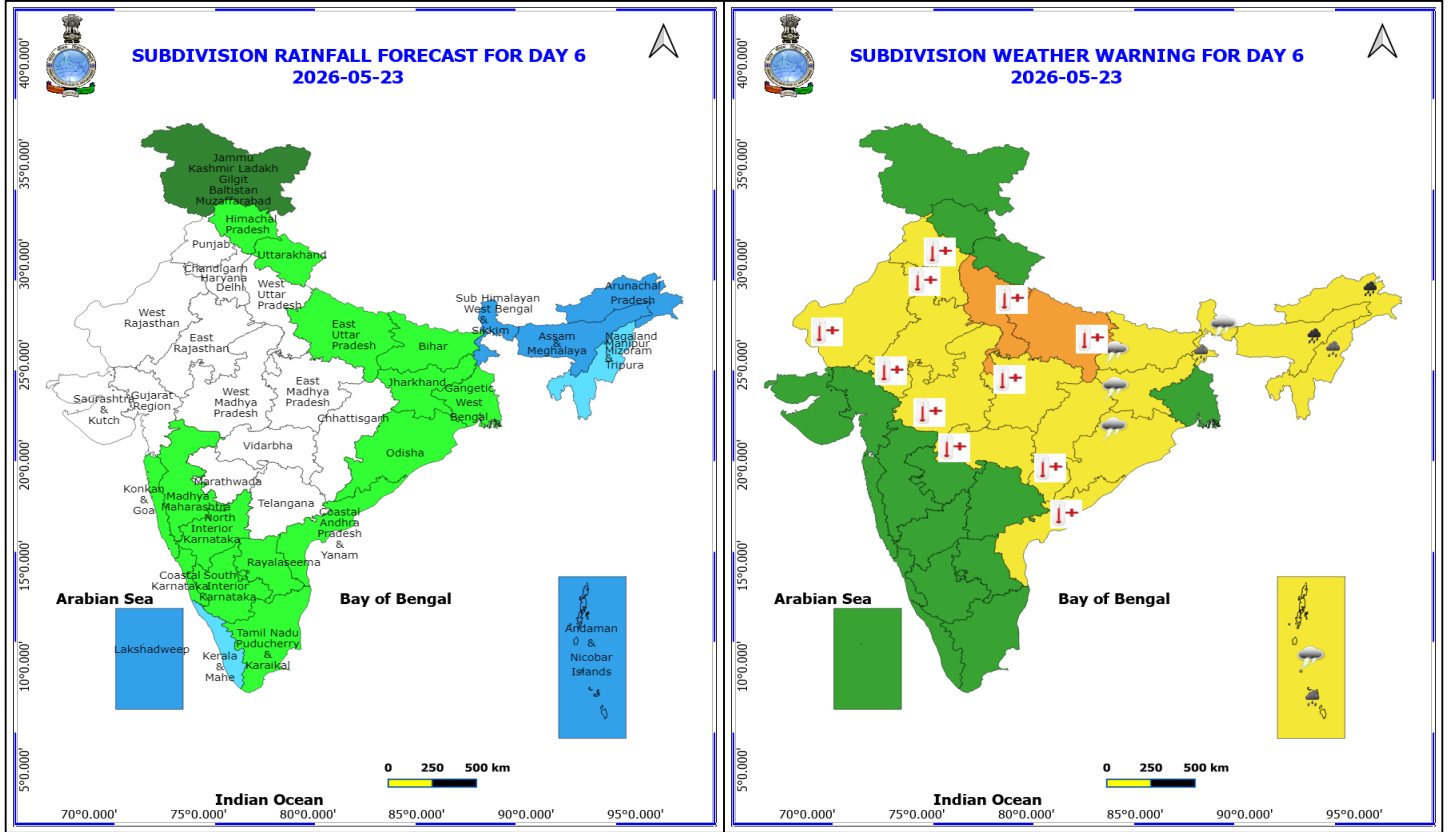 SUBDIVISION RAINFALL FORECAST FOR DAY 6
2026-05-23
40°0.000'
35°0.000'
30°0.000'
25°0.000'
20°0.000'
15°0.000'
10°0.000'
5°0.000'
Jammu
Kashmir Ladakh
Gilgit
Baltistan
Muzaffarabad
Himachal
Pradesh
Punjab
Uttarakhand
Chandigarh
Haryana
Delhi
West
Uttar
Pradesh
West
Rajasthan
East
Rajasthan
East
Uttar
Pradesh
Bihar
Sub Himalayan
West Bengal
&
Sikkim
Arunachal
Pradesh
Assam
&
Meghalaya
Nagaland
Manipur
Mizoram
&
Tripura
Saurashtra
&
Kutch
Gujarat
Region
West
Madhya
Pradesh
East
Madhya
Pradesh
Jharkhand
Gangetic
West
Bengal
Chhattisgarh
Vidarbha
Odisha
Konkan
&
Goa
Marathwada
Madhya
Maharashtra
Telangana
North
Interior
Karnataka
Coastal
Andhra
Pradesh
&
Yanam
Rayalaseema
Coastal
Karnataka
South
Interior
Karnataka
Arabian Sea
Bay of Bengal
Lakshadweep
Kerala
&
Mahe
Tamil Nadu
Puducherry
&
Karaikal
Andaman
&
Nicobar
Islands
0 250 500 km
Indian Ocean
70°0.000' 75°0.000' 80°0.000' 85°0.000' 90°0.000' 95°0.000'
SUBDIVISION WEATHER WARNING FOR DAY 6
2026-05-23
40°0.000'
35°0.000'
30°0.000'
25°0.000'
20°0.000'
15°0.000'
10°0.000'
5°0.000'
Arabian Sea
Bay of Bengal
0 250 500 km
Indian Ocean
70°0.000' 75°0.000' 80°0.000' 85°0.000' 90°0.000' 95°0.000'